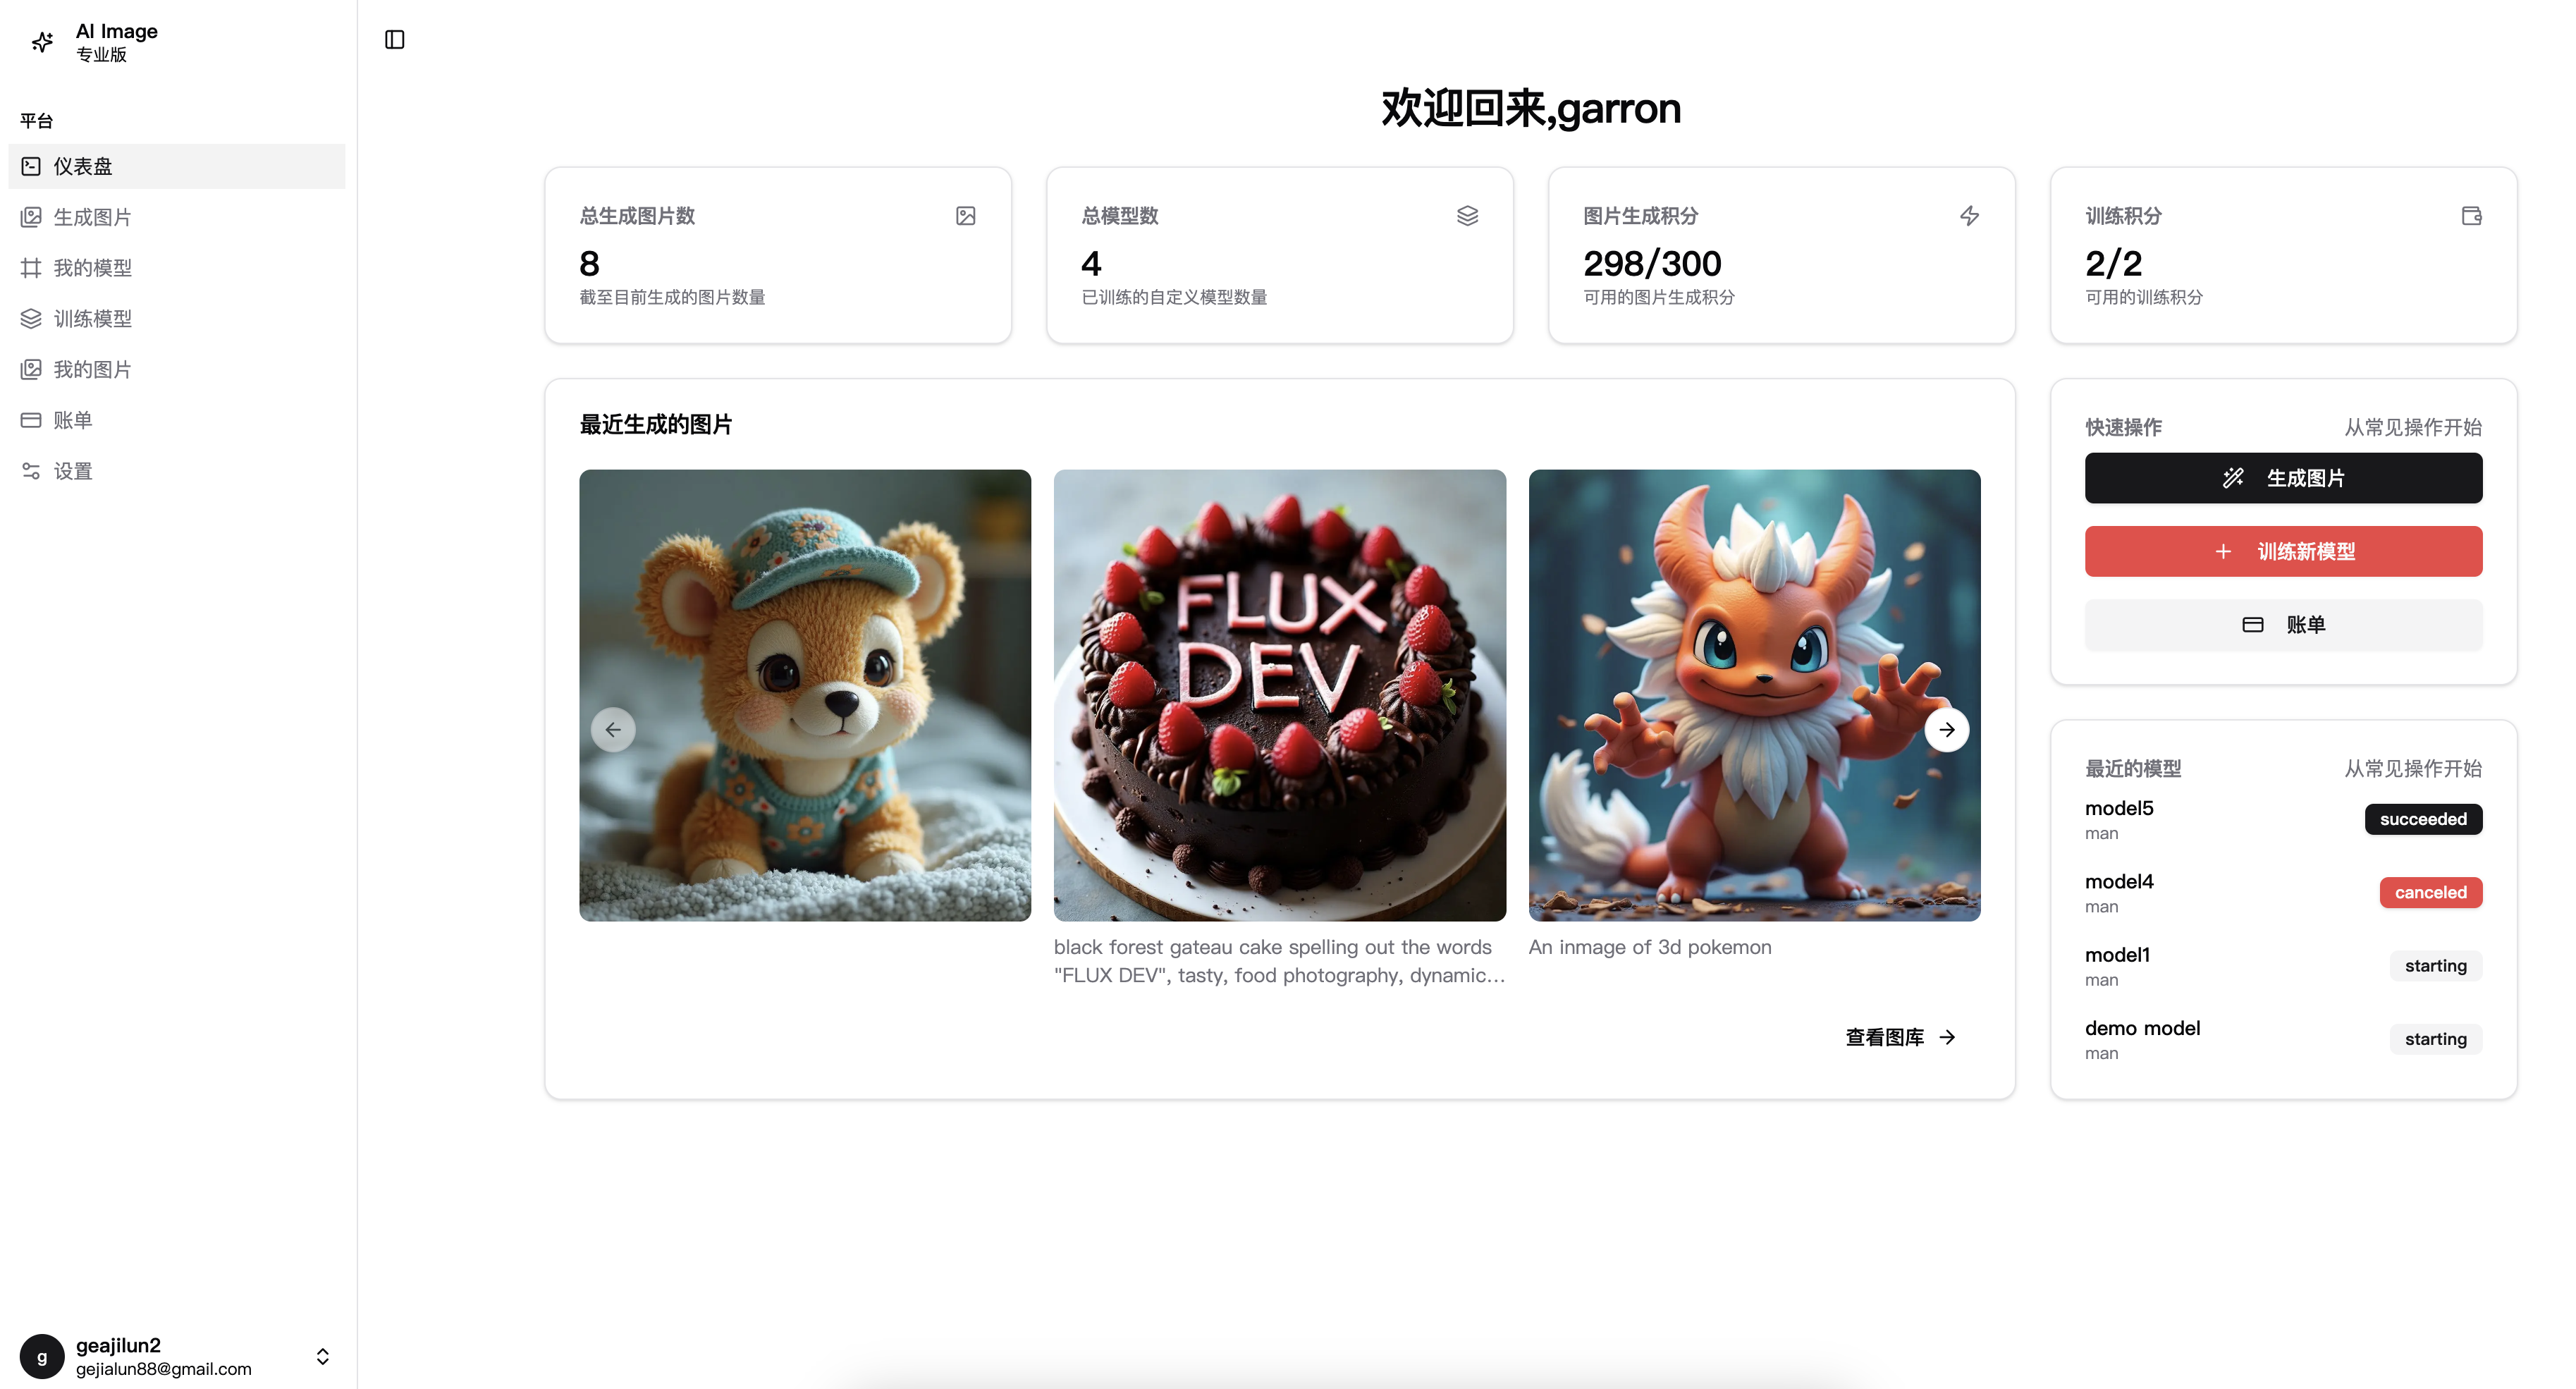 AI Image
专业版
平台
仪表盘
生成图片
我的模型
训练模型
我的图片
账单
设置
g
geajilun2
gejialun88@gmail.com
欢迎回来,garron
总生成图片数
8
截至目前生成的图片数量
总模型数
4
已训练的自定义模型数量
图片生成积分
298/300
可用的图片生成积分
训练积分
2/2
可用的训练积分
最近生成的图片
FLUX
DEV
black forest gateau cake spelling out the words
"FLUX DEV", tasty, food photography, dynamic...
An inmage of 3d pokemon
查看图库
快速操作 从常见操作开始
生成图片
训练新模型
账单
最近的模型 从常见操作开始
model5
man
succeeded
model4
man
canceled
model1
man
starting
demo model
man
starting